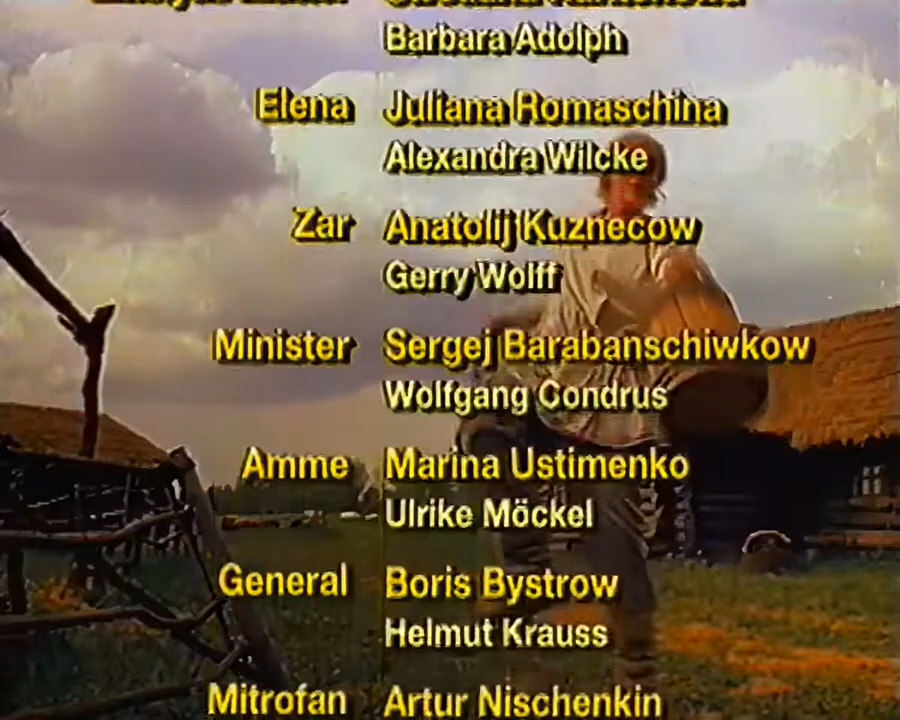 Barbara Adolph
Elena Juliana Romaschina
Alexandra Wilcke
Zar Anatolij Kuznecow
Gerry Wolff
Minister Sergej Barabanschiwkow
Wolfgang Condrus
Amme Marina Ustimenko
Ulrike Möckel
General Boris Bystrow
Helmut Krauss
Mitrofan Artur Nischenkin